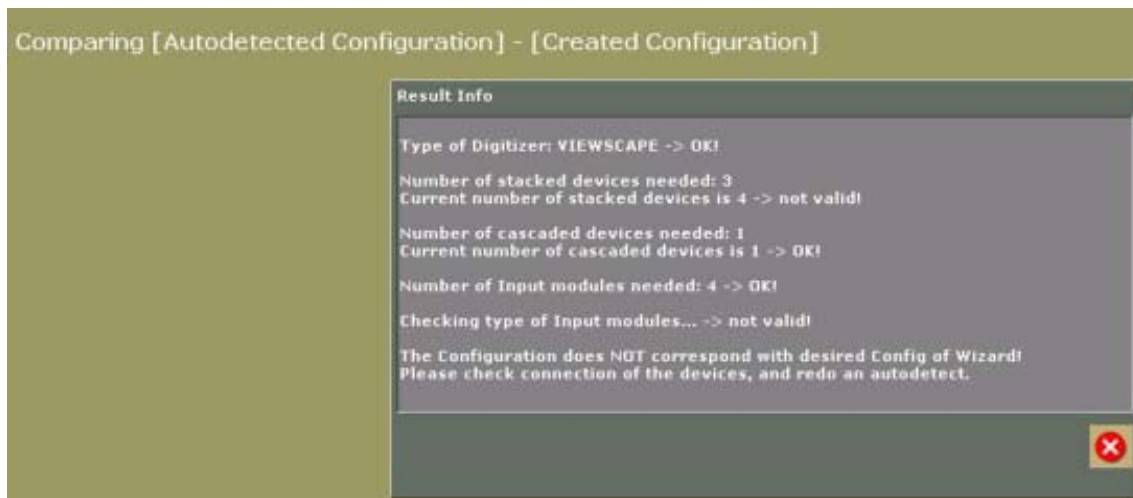 Comparing [Autodetected Configuration] - [Created Configuration]
Result Info
Type of Digitizer: VIEWSCAPE -> OK!
Number of stacked devices needed: 3
Current number of stacked devices is 4 -> not valid!
Number of cascaded devices needed: 1
Current number of cascaded devices is 1 -> OK!
Number of Input modules needed: 4 -> OK!
Checking type of Input modules... -> not valid!
The Configuration does NOT correspond with desired Config of Wizard!
Please check connection of the devices, and redo an autodetect.